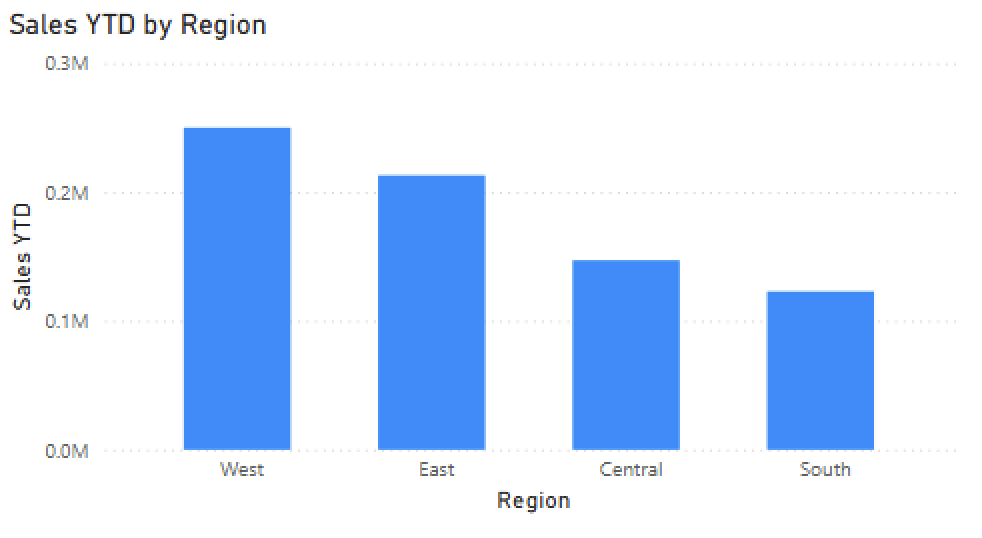 Sales YTD by Region
0.3M
0.2M
0.1M
0.0M
Sales YTD
West East Central South
Region